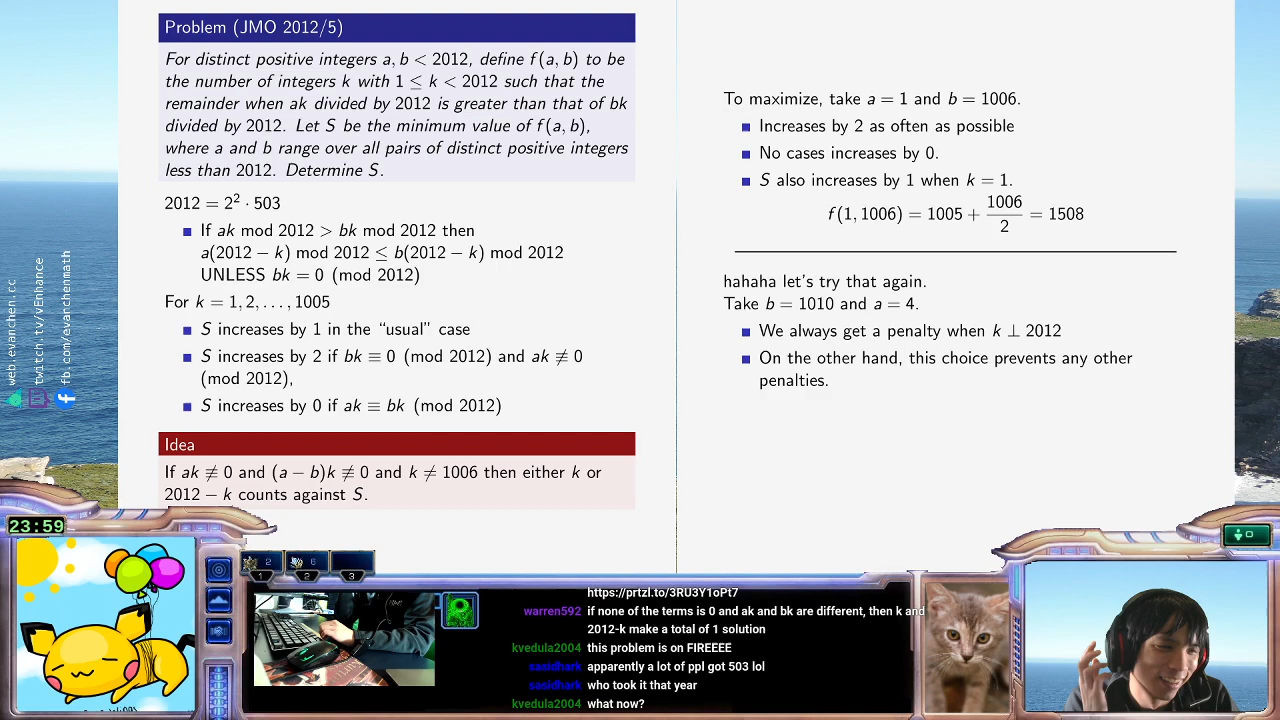 Problem (JMO 2012/5)
For distinct positive integers a, b < 2012, define f(a, b) to be
the number of integers k with 1 ≤ k < 2012 such that the
remainder when ak divided by 2012 is greater than that of bk
divided by 2012. Let S be the minimum value of f(a, b),
where a and b range over all pairs of distinct positive integers
less than 2012. Determine S.
2012 = 2² · 503
If ak mod 2012 > bk mod 2012 then
a(2012 − k) mod 2012 ≤ b(2012 − k) mod 2012
UNLESS bk = 0 (mod 2012)
For k = 1, 2, . . . , 1005
S increases by 1 in the “usual” case
S increases by 2 if bk ≡ 0 (mod 2012) and ak ≢ 0
(mod 2012),
S increases by 0 if ak ≡ bk (mod 2012)
Idea
If ak ≢ 0 and (a − b)k ≢ 0 and k ≠ 1006 then either k or
2012 − k counts against S.
To maximize, take a = 1 and b = 1006.
Increases by 2 as often as possible
No cases increases by 0.
S also increases by 1 when k = 1.
f(1, 1006) = 1005 + 1006/2 = 1508
hahaha let’s try that again.
Take b = 1010 and a = 4.
We always get a penalty when k ⊥ 2012
On the other hand, this choice prevents any other
penalties.
web.evanchen.cc
twitch.tv/vEnhance
fb.com/evanchenmath
23:59
2
6
1
2
3
0
https://prtzl.to/3RU3Y1oPt7
warren592 if none of the terms is 0 and ak and bk are different, then k and
2012-k make a total of 1 solution
kvedula2004 this problem is on FIREEEE
sasidhark apparently a lot of ppl got 503 lol
sasidhark who took it that year
kvedula2004 what now?